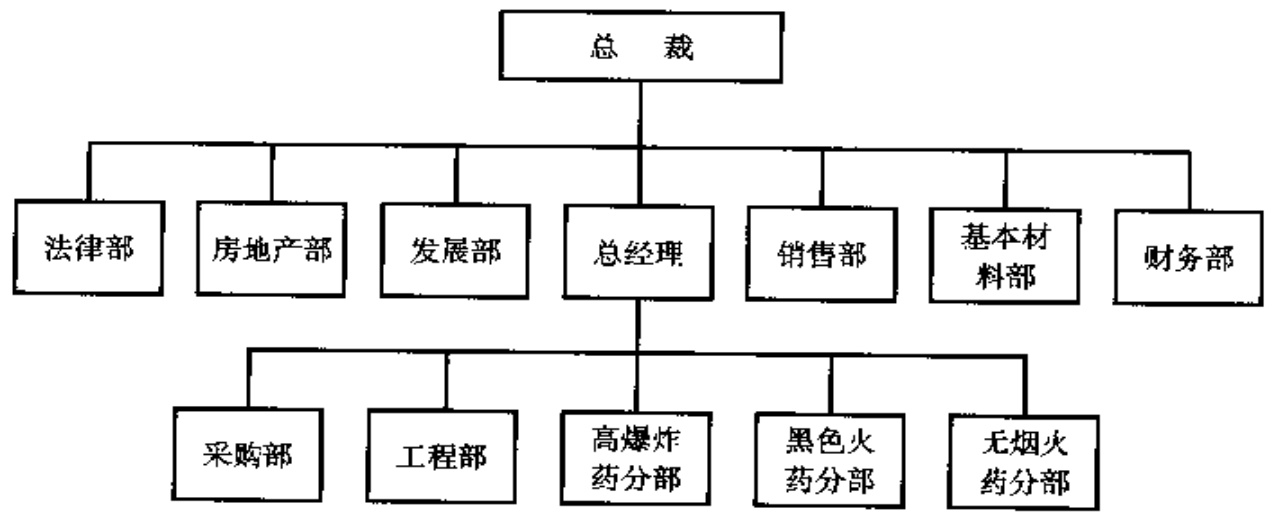 总 裁
法律部
房地产部
发展部
总经理
销售部
基本材
料部
财务部
采购部
工程部
高爆炸
药分部
黑色火
药分部
无烟火
药分部